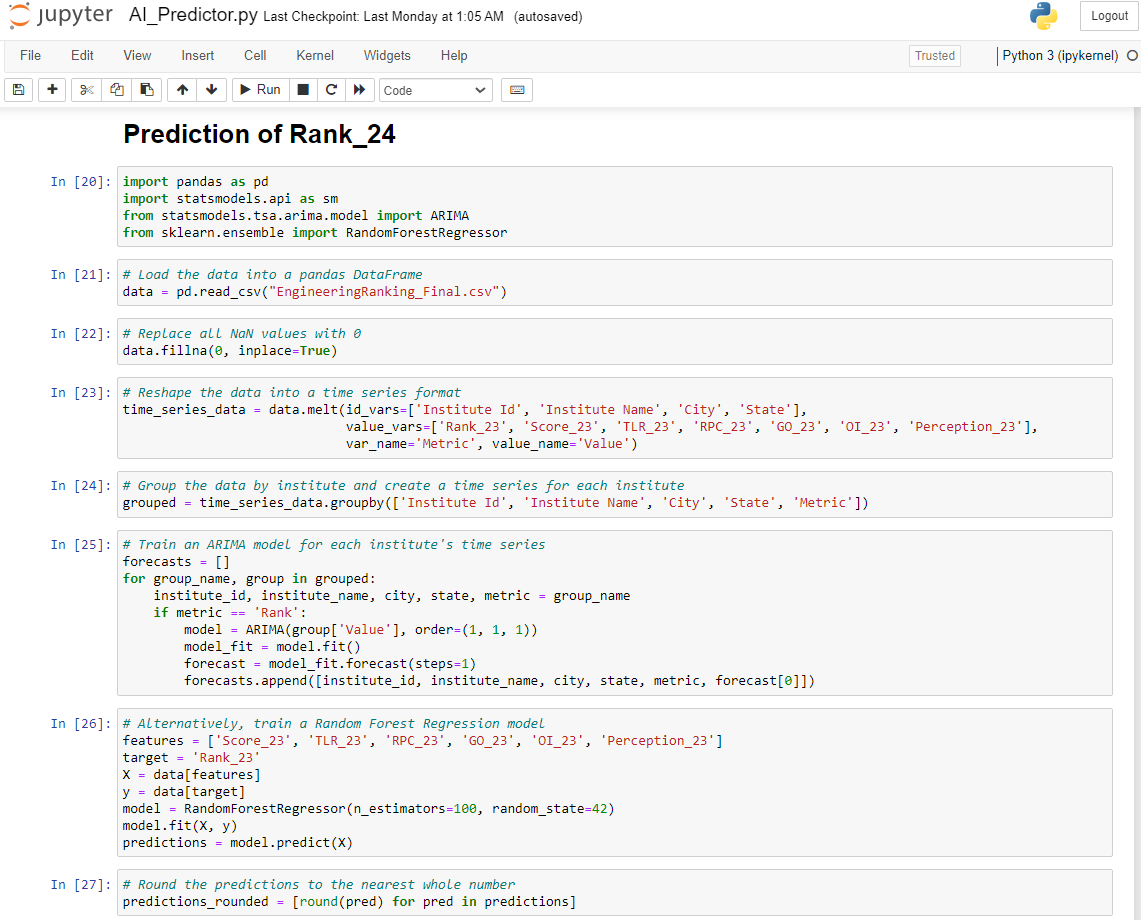 jupyter AI_Predictor.py Last Checkpoint: Last Monday at 1:05 AM (autosaved) Logout
File Edit View Insert Cell Kernel Widgets Help Trusted Python 3 (ipykernel)
Run Code
Prediction of Rank_24
In [20]: import pandas as pd
import statsmodels.api as sm
from statsmodels.tsa.arima.model import ARIMA
from sklearn.ensemble import RandomForestRegressor
In [21]: # Load the data into a pandas DataFrame
data = pd.read_csv("EngineeringRanking_Final.csv")
In [22]: # Replace all NaN values with 0
data.fillna(0, inplace=True)
In [23]: # Reshape the data into a time series format
time_series_data = data.melt(id_vars=['Institute Id', 'Institute Name', 'City', 'State'],
value_vars=['Rank_23', 'Score_23', 'TLR_23', 'RPC_23', 'GO_23', 'OI_23', 'Perception_23'],
var_name='Metric', value_name='Value')
In [24]: # Group the data by institute and create a time series for each institute
grouped = time_series_data.groupby(['Institute Id', 'Institute Name', 'City', 'State', 'Metric'])
In [25]: # Train an ARIMA model for each institute's time series
forecasts = []
for group_name, group in grouped:
    institute_id, institute_name, city, state, metric = group_name
    if metric == 'Rank':
        model = ARIMA(group['Value'], order=(1, 1, 1))
        model_fit = model.fit()
        forecast = model_fit.forecast(steps=1)
        forecasts.append([institute_id, institute_name, city, state, metric, forecast[0]])
In [26]: # Alternatively, train a Random Forest Regression model
features = ['Score_23', 'TLR_23', 'RPC_23', 'GO_23', 'OI_23', 'Perception_23']
target = 'Rank_23'
X = data[features]
y = data[target]
model = RandomForestRegressor(n_estimators=100, random_state=42)
model.fit(X, y)
predictions = model.predict(X)
In [27]: # Round the predictions to the nearest whole number
predictions_rounded = [round(pred) for pred in predictions]